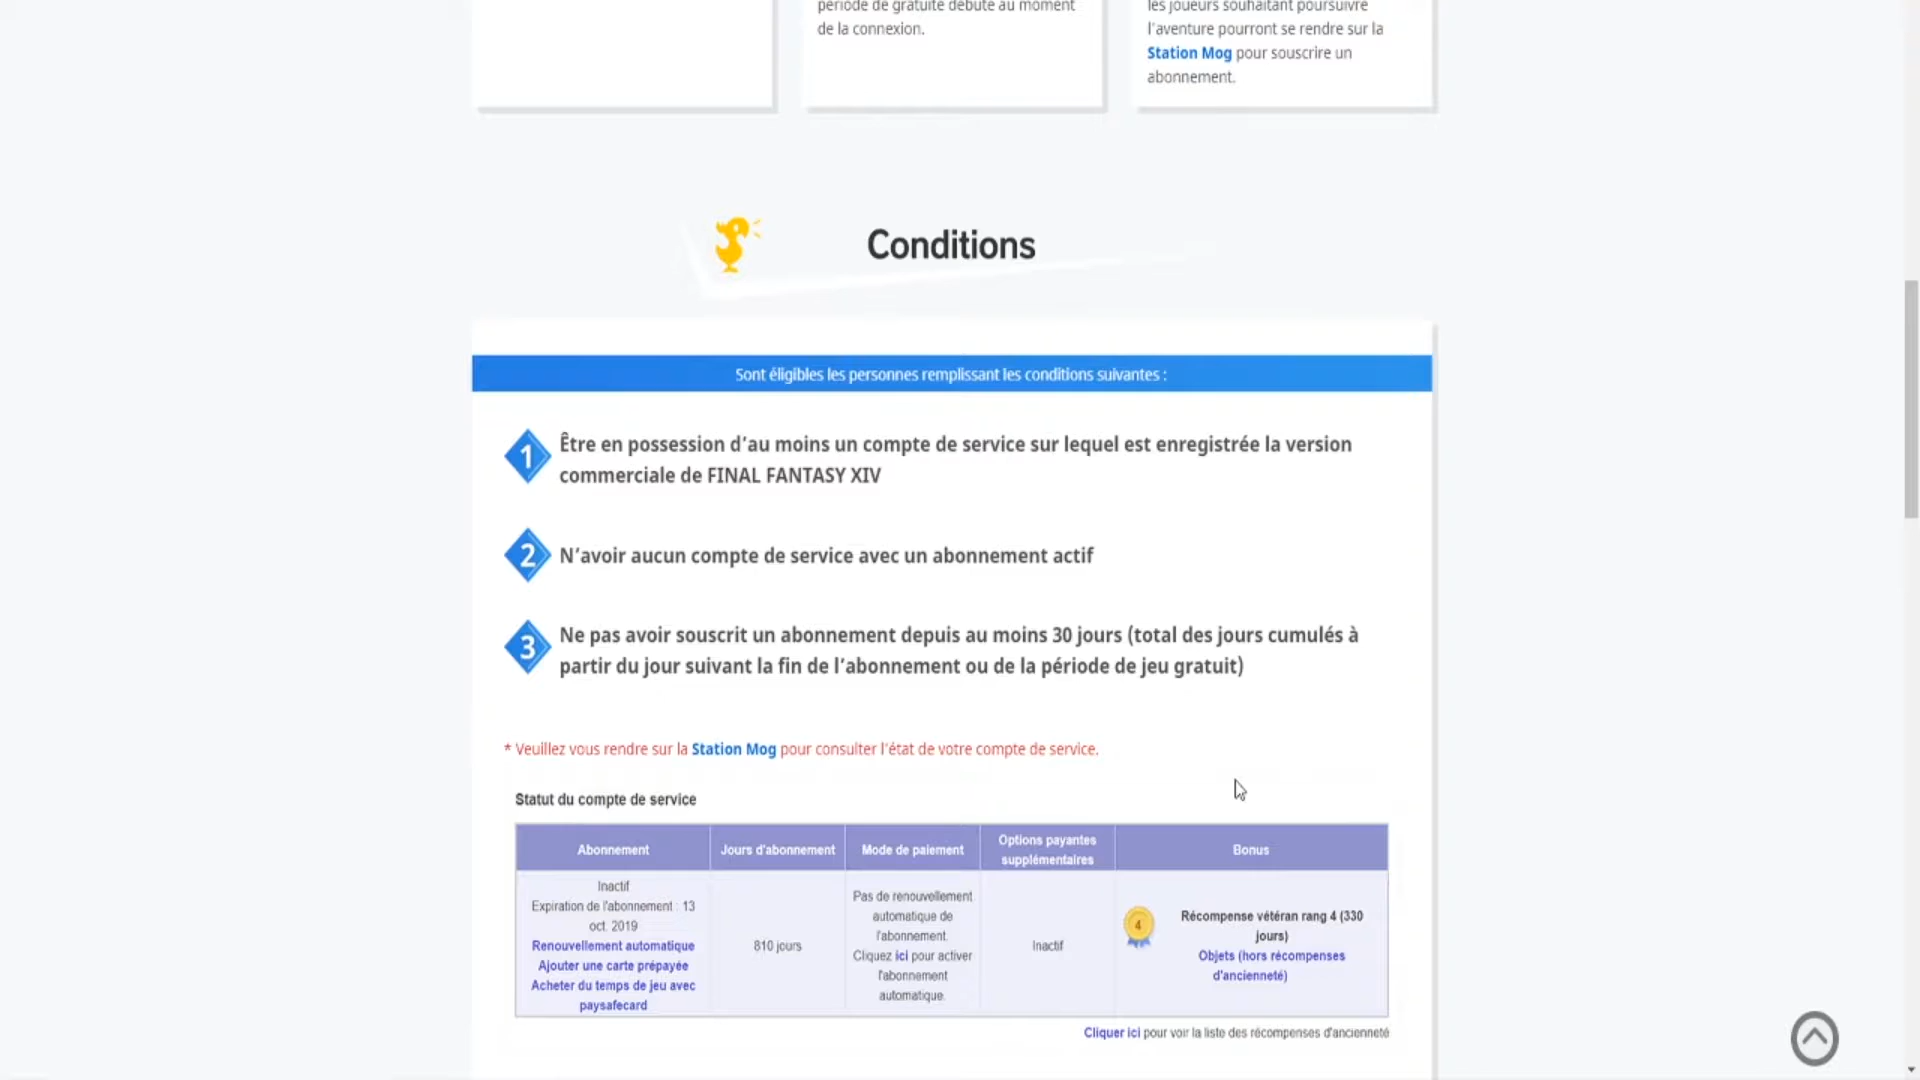 période de gratuité débute au moment
de la connexion.
les joueurs souhaitant poursuivre
l'aventure pourront se rendre sur la
Station Mog pour souscrire un
abonnement.
Conditions
Sont éligibles les personnes remplissant les conditions suivantes :
1
Être en possession d'au moins un compte de service sur lequel est enregistrée la version
commerciale de FINAL FANTASY XIV
2
N'avoir aucun compte de service avec un abonnement actif
3
Ne pas avoir souscrit un abonnement depuis au moins 30 jours (total des jours cumulés à
partir du jour suivant la fin de l'abonnement ou de la période de jeu gratuit)
* Veuillez vous rendre sur la Station Mog pour consulter l'état de votre compte de service.
Statut du compte de service
Abonnement
Jours d'abonnement
Mode de paiement
Options payantes
supplémentaires
Bonus
Inactif
Expiration de l'abonnement : 13
oct. 2019
Renouvellement automatique
Ajouter une carte prépayée
Acheter du temps de jeu avec
paysafecard
810 jours
Pas de renouvellement
automatique de
l'abonnement.
Cliquez ici pour activer
l'abonnement
automatique.
Inactif
4
Récompense vétéran rang 4 (330
jours)
Objets (hors récompenses
d'ancienneté)
Cliquer ici pour voir la liste des récompenses d'ancienneté